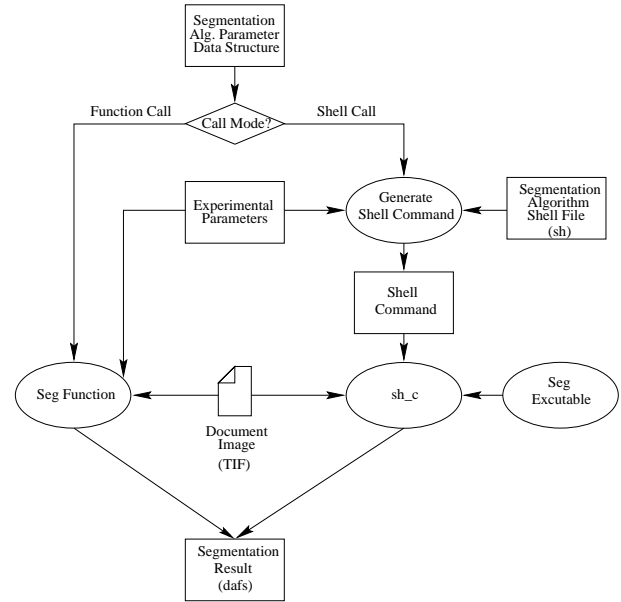 Segmentation
Alg. Parameter
Data Structure
Function Call
Shell Call
Call Mode?
Experimental
Parameters
Generate
Shell Command
Segmentation
Algorithm
Shell File
(sh)
Shell
Command
Seg Function
Document
Image
(TIF)
sh_c
Seg
Excutable
Segmentation
Result
(dafs)